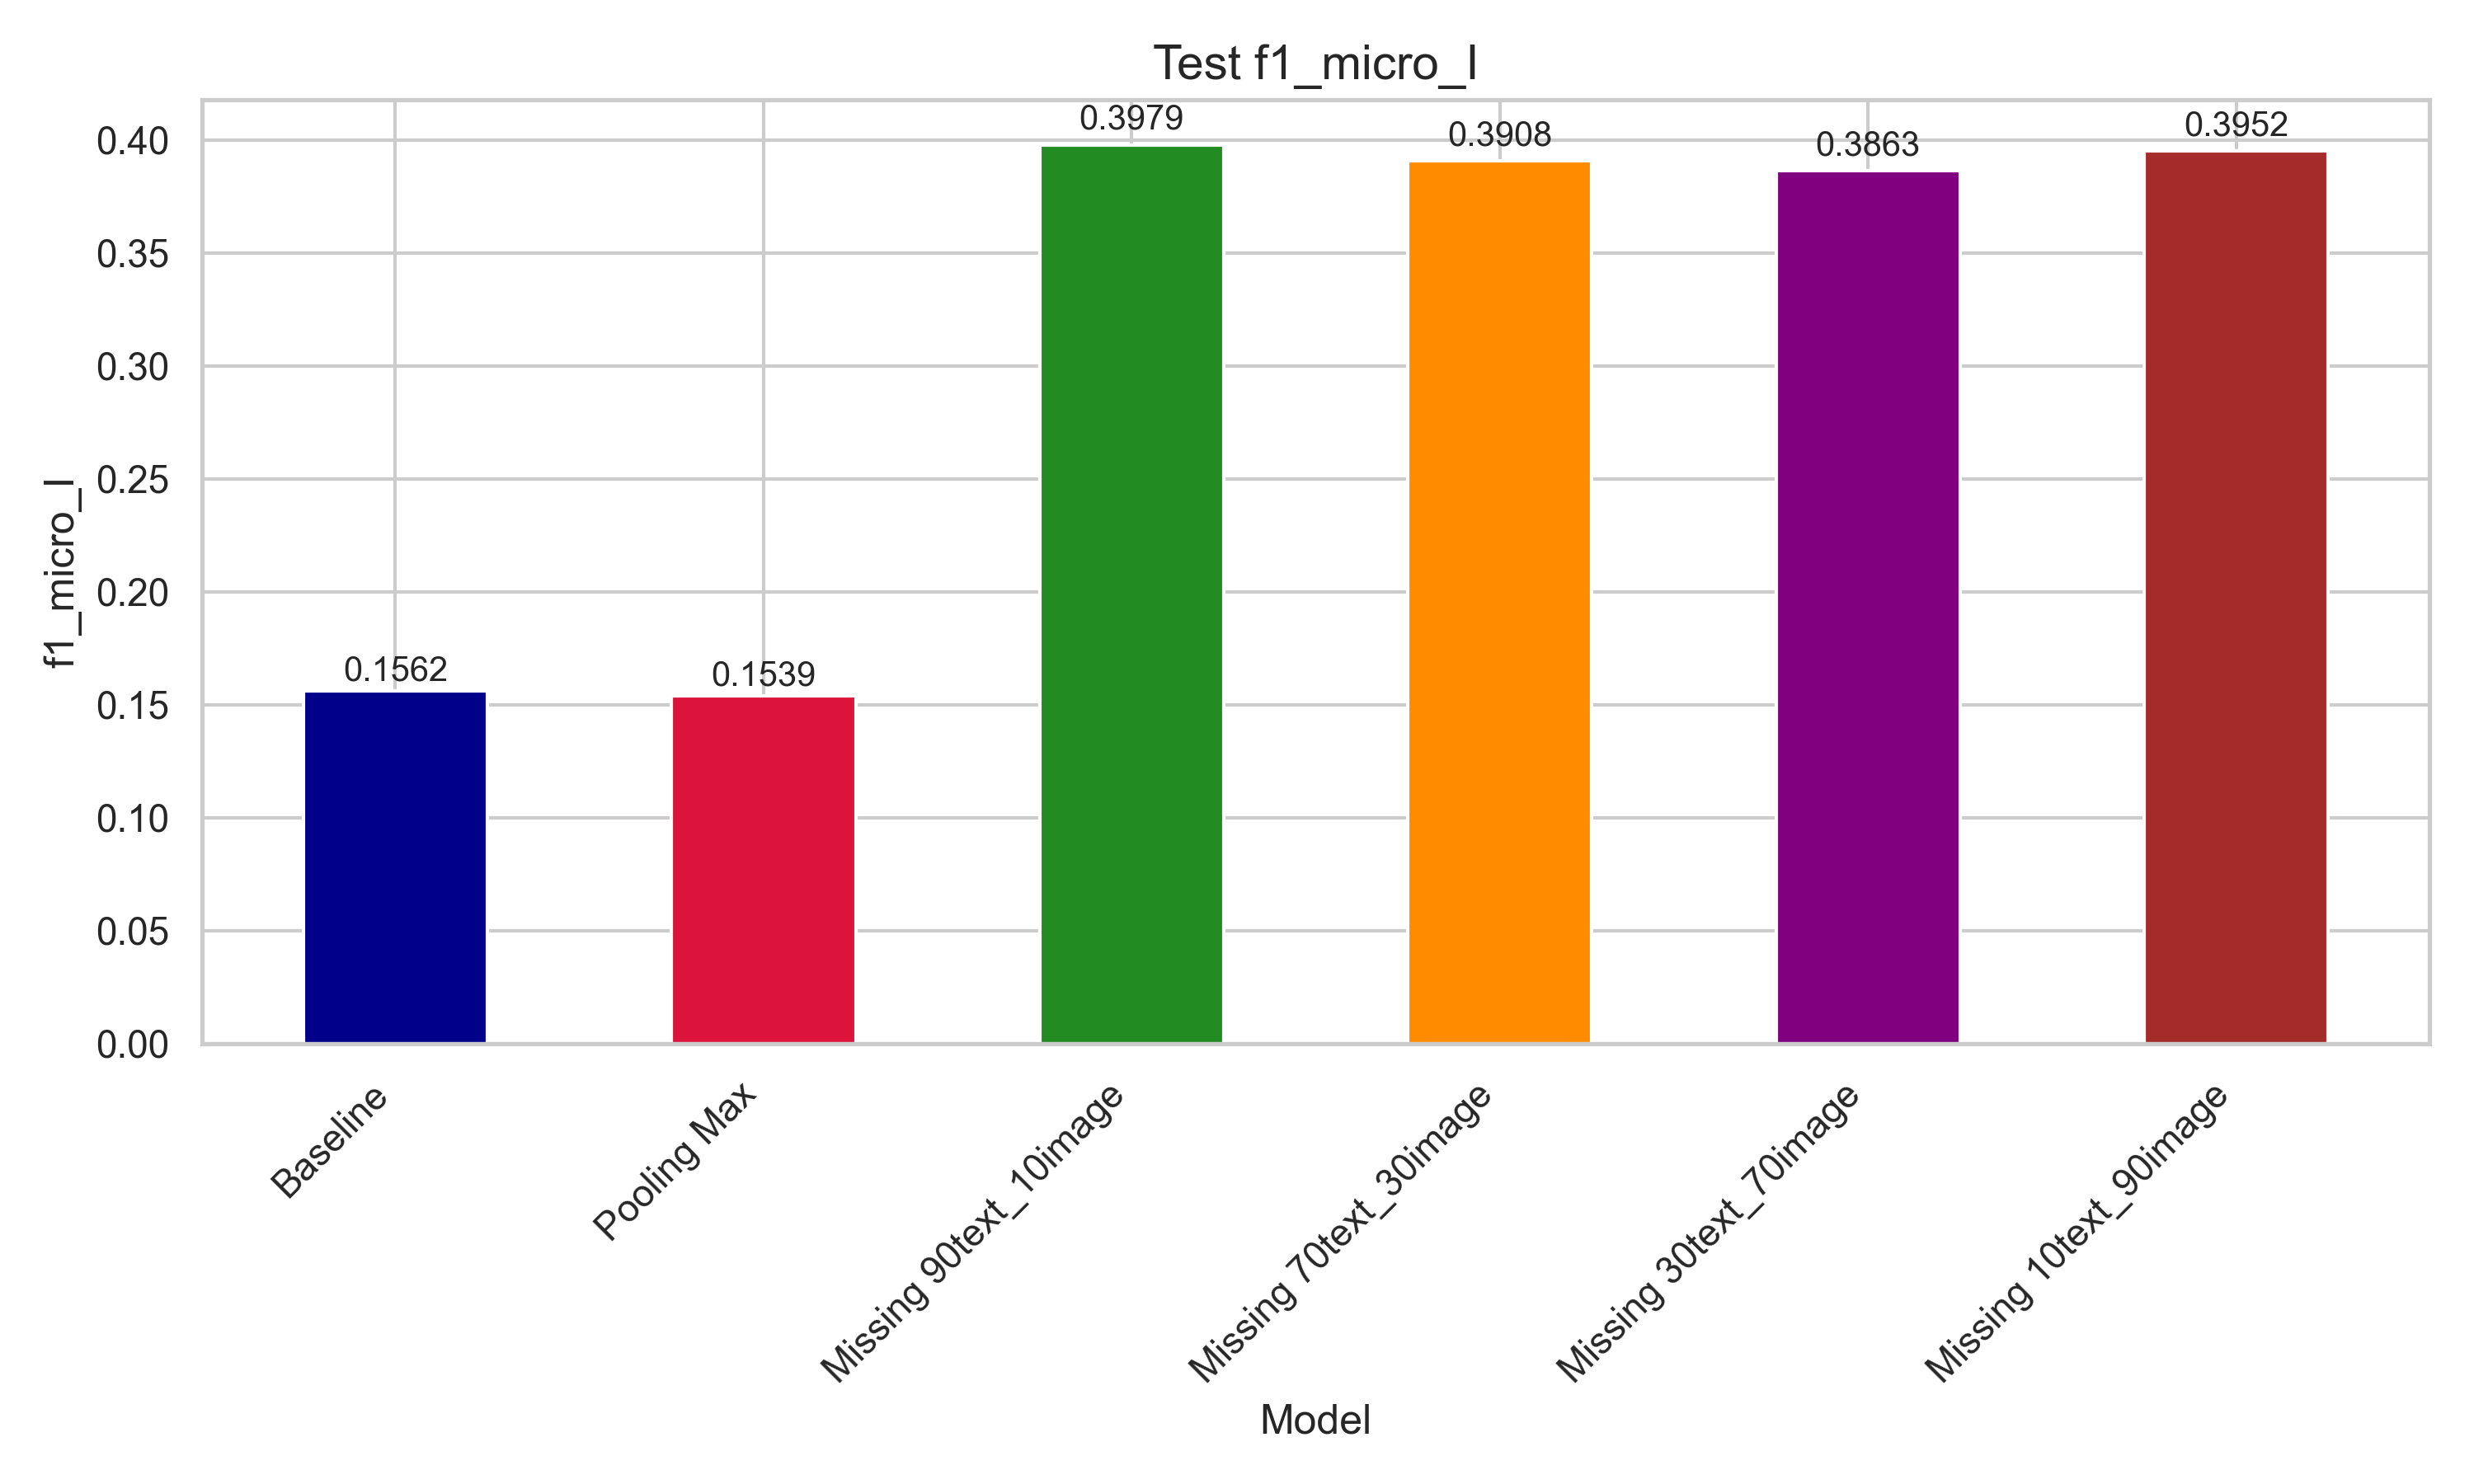 Test f1_micro_I
f1_micro_I
0.40
0.35
0.30
0.25
0.20
0.15
0.10
0.05
0.00
0.1562
0.1539
0.3979
0.3908
0.3863
0.3952
Baseline
Pooling Max
Missing 90text_10image
Missing 70text_30image
Missing 30text_70image
Missing 10text_90image
Model